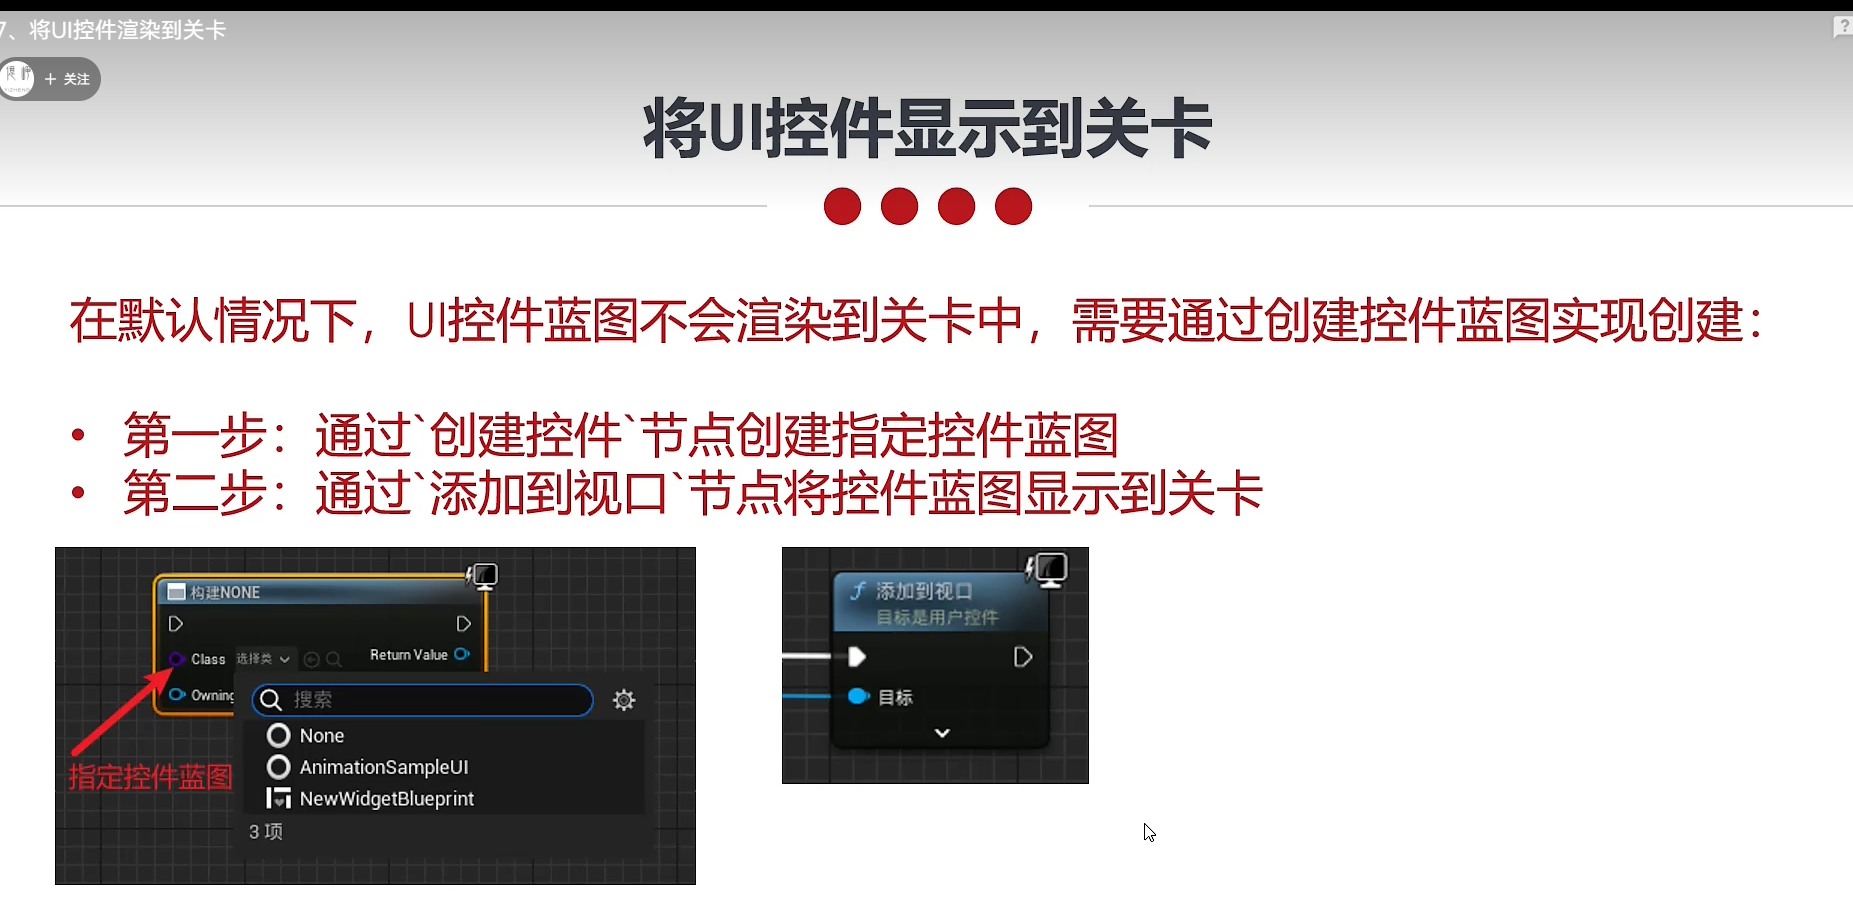 7、将UI控件渲染到关卡
+ 关注
将UI控件显示到关卡
在默认情况下，UI控件蓝图不会渲染到关卡中，需要通过创建控件蓝图实现创建：
• 第一步：通过`创建控件`节点创建指定控件蓝图
• 第二步：通过`添加到视口`节点将控件蓝图显示到关卡
构建NONE
Class 选择类
Return Value
Owning
搜索
None
AnimationSampleUI
NewWidgetBlueprint
3 项
指定控件蓝图
f 添加到视口
目标是用户控件
目标